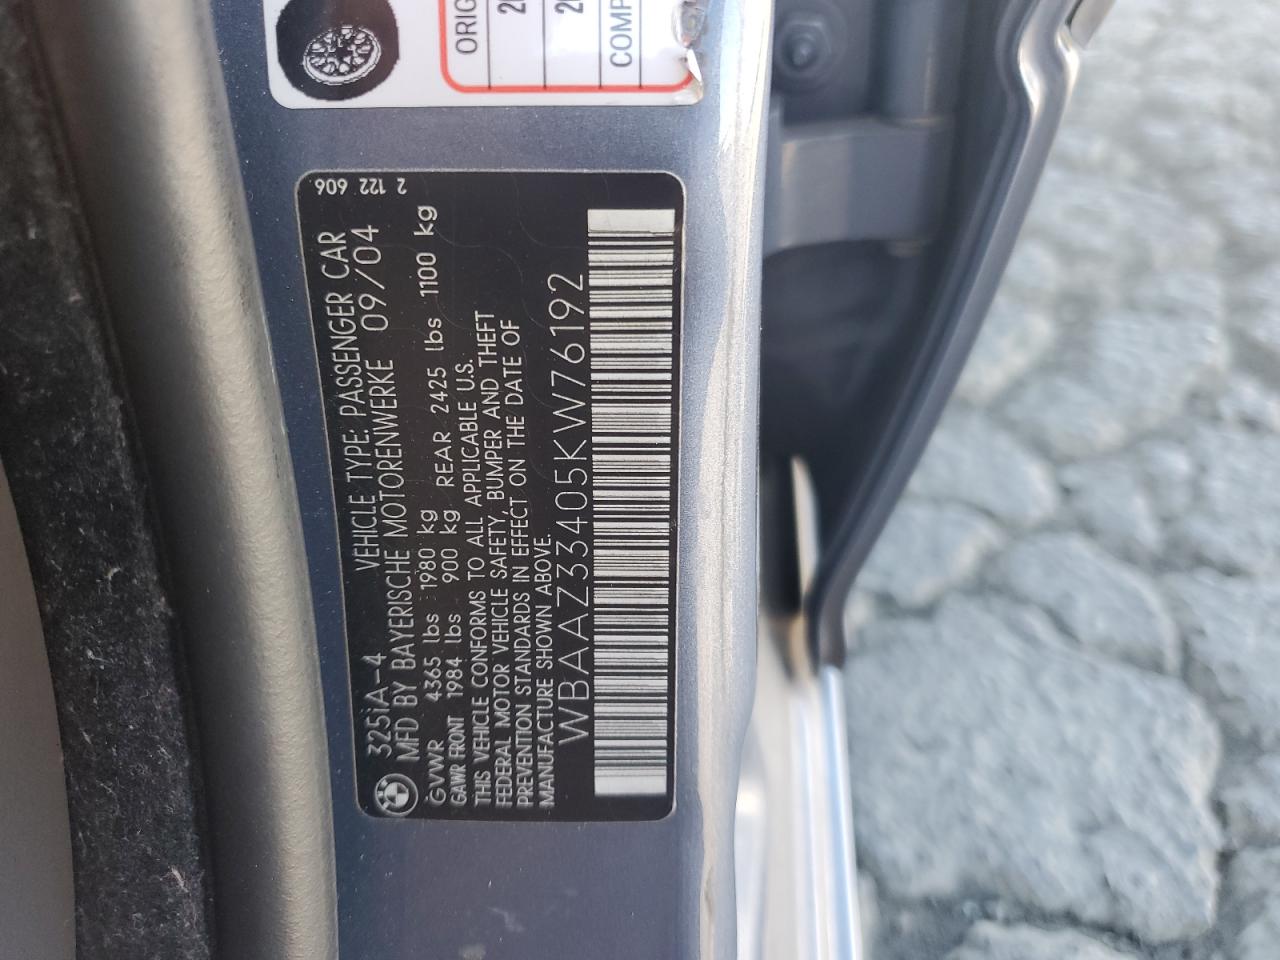 ORIG
COMP
325iA-4 VEHICLE TYPE: PASSENGER CAR
MFD BY BAYERISCHE MOTORENWERKE 09/04
GVWR 4365 lbs 1980 kg REAR 2425 lbs 1100 kg
GAWR FRONT 1984 lbs 900 kg
THIS VEHICLE CONFORMS TO ALL APPLICABLE U.S.
FEDERAL MOTOR VEHICLE SAFETY, BUMPER AND THEFT
PREVENTION STANDARDS IN EFFECT ON THE DATE OF
MANUFACTURE SHOWN ABOVE.
WBAAZ33405KW76192
2 122 606